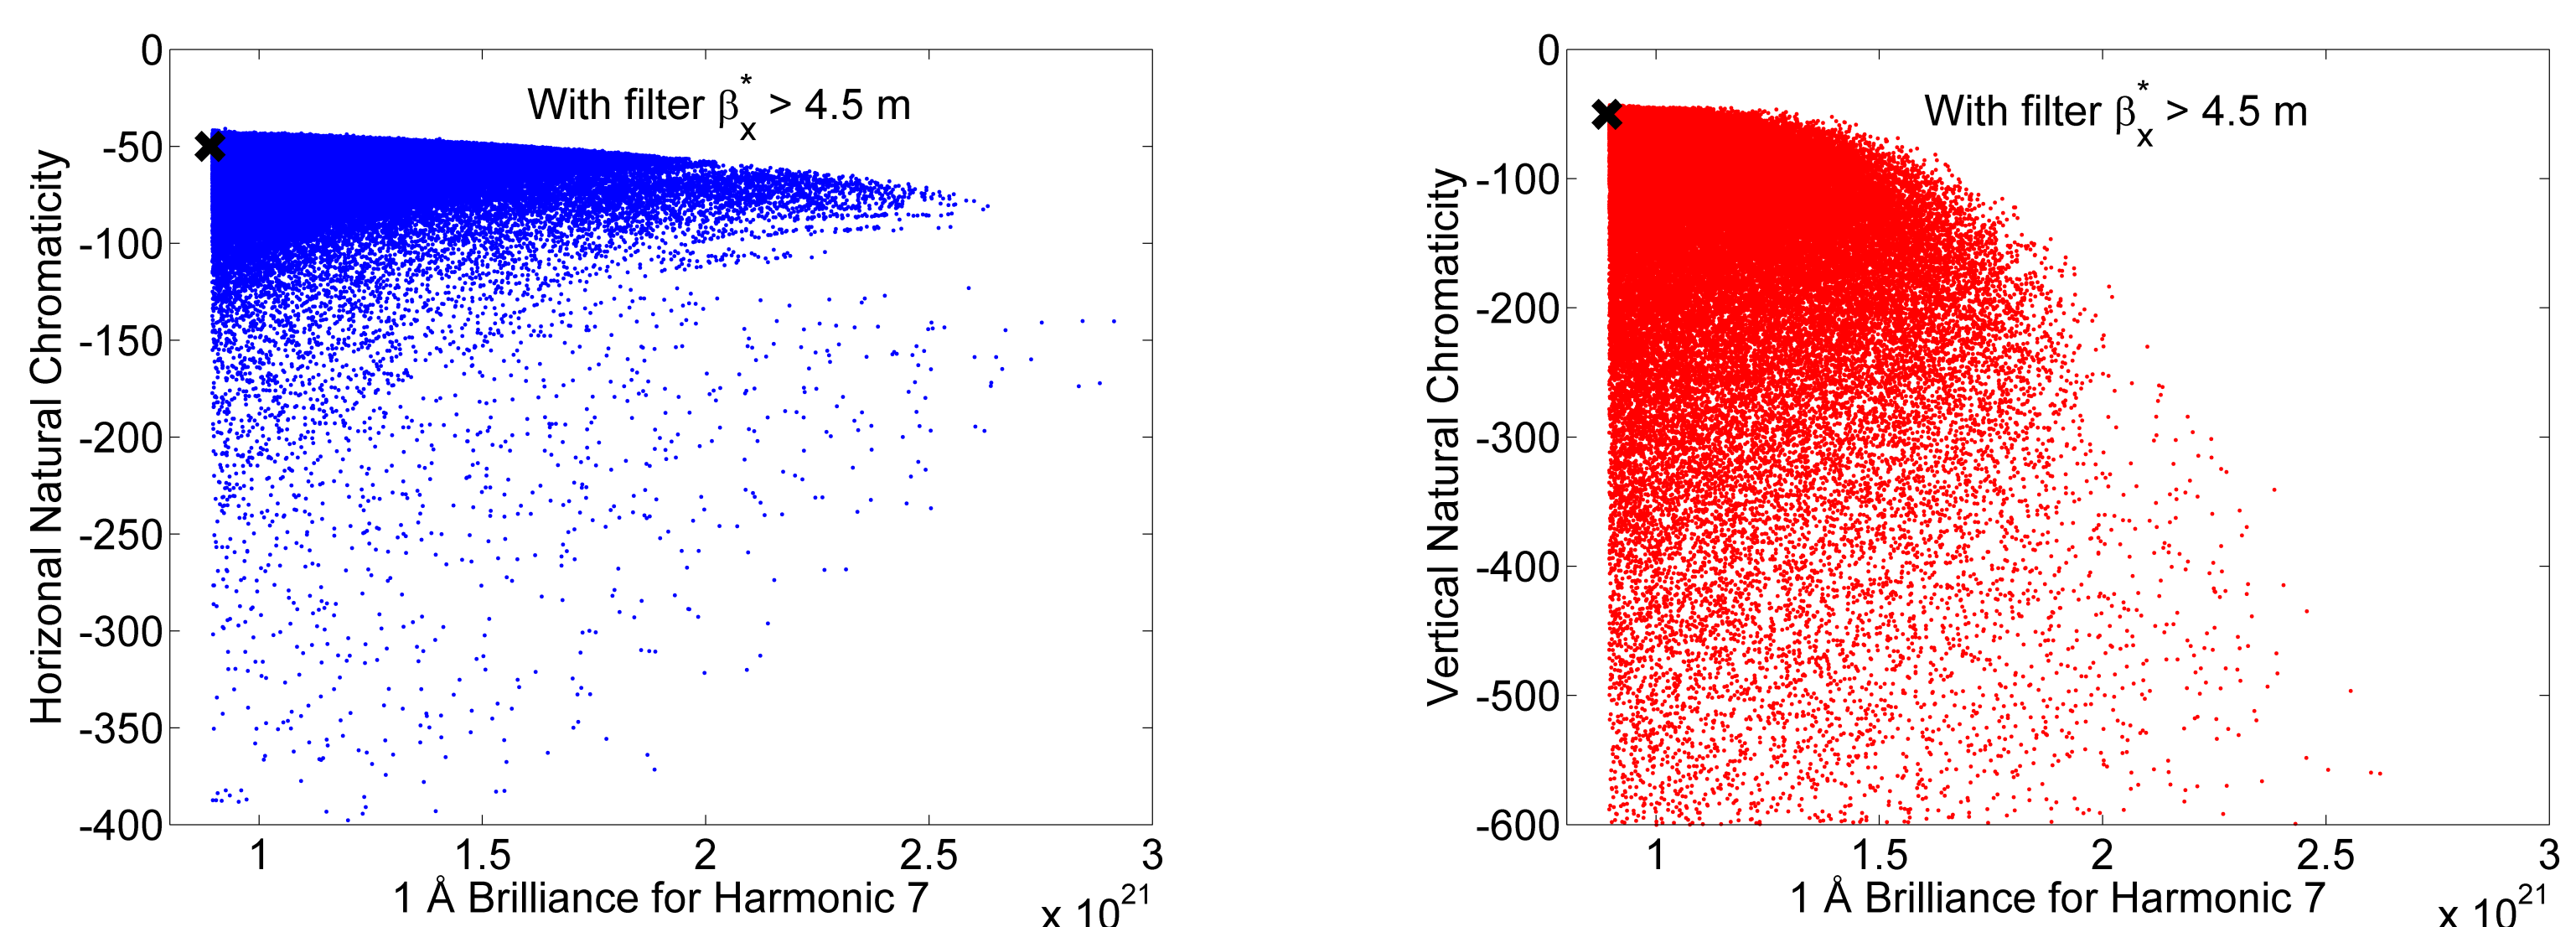 With filter βx* > 4.5 m
Horizonal Natural Chromaticity
0
-50
-100
-150
-200
-250
-300
-350
-400
1 1.5 2 2.5 3
1 Å Brilliance for Harmonic 7
x 10^21
With filter βx* > 4.5 m
Vertical Natural Chromaticity
0
-100
-200
-300
-400
-500
-600
1 1.5 2 2.5 3
1 Å Brilliance for Harmonic 7
x 10^21